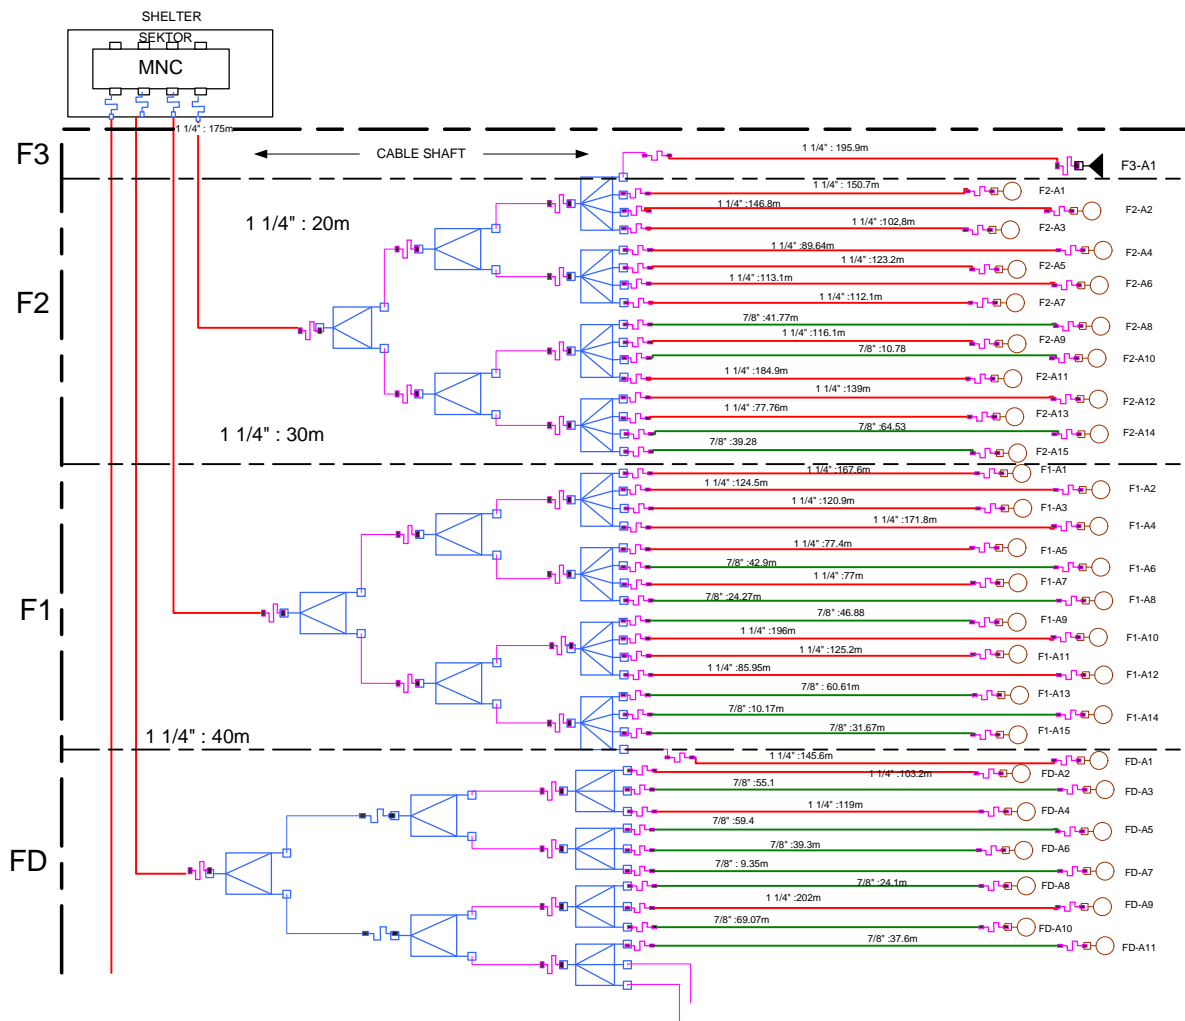 SHELTER
SEKTOR
MNC
1 1/4" : 175m
F3
CABLE SHAFT
1 1/4" : 195.9m
F3-A1
1 1/4" : 150.7m
F2-A1
1 1/4" :146.8m
F2-A2
1 1/4" :102,8m
F2-A3
1 1/4" : 20m
1 1/4" :89.64m
F2-A4
1 1/4" :123.2m
F2-A5
1 1/4" :113.1m
F2-A6
F2
1 1/4" :112.1m
F2-A7
7/8" :41.77m
F2-A8
1 1/4" :116.1m
F2-A9
7/8" :10.78
F2-A10
1 1/4" :184.9m
F2-A11
1 1/4" :139m
F2-A12
1 1/4" : 77.76m
F2-A13
7/8" :64.53
F2-A14
1 1/4" : 30m
7/8" :39.28
F2-A15
1 1/4" :167.6m
F1-A1
1 1/4" :124.5m
F1-A2
1 1/4" :120.9m
F1-A3
1 1/4" :171.8m
F1-A4
1 1/4" :77.4m
F1-A5
7/8" :42.9m
F1-A6
1 1/4" :77m
F1-A7
7/8" :24.27m
F1-A8
F1
7/8" :46.88
F1-A9
1 1/4" :196m
F1-A10
1 1/4" :125.2m
F1-A11
1 1/4" :85.95m
F1-A12
7/8" : 60.61m
F1-A13
7/8" :10.17m
F1-A14
7/8" :31.67m
F1-A15
1 1/4" : 40m
1 1/4" :145.6m
FD-A1
1 1/4" :103.2m
FD-A2
7/8" :55.1
FD-A3
1 1/4" :119m
FD-A4
7/8" :59.4
FD-A5
7/8" :39.3m
FD-A6
FD
7/8" : 9.35m
FD-A7
7/8" :24.1m
FD-A8
1 1/4" :202m
FD-A9
7/8" :69.07m
FD-A10
7/8" :37.6m
FD-A11